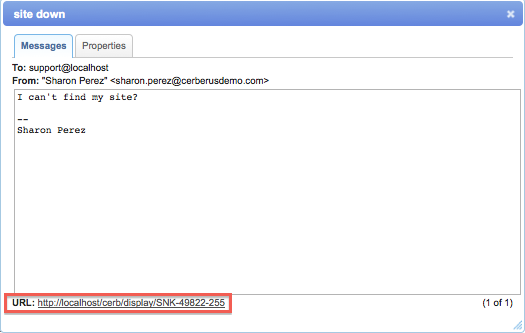 site down
Messages Properties
To: support@localhost
From: "Sharon Perez" <sharon.perez@cerberusdemo.com>
I can't find my site?
--
Sharon Perez
URL: http://localhost/cerb/display/SNK-49822-255 (1 of 1)